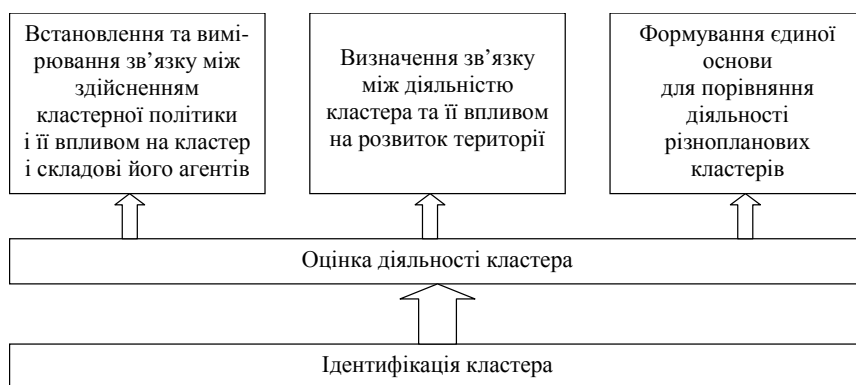 Встановлення та вимі-
рювання зв’язку між
здійсненням
кластерної політики
і її впливом на кластер
і складові його агентів
Визначення зв’язку
між діяльністю
кластера та її впливом
на розвиток території
Формування єдиної
основи
для порівняння
діяльності
різнопланових
кластерів
Оцінка діяльності кластера
Ідентифікація кластера